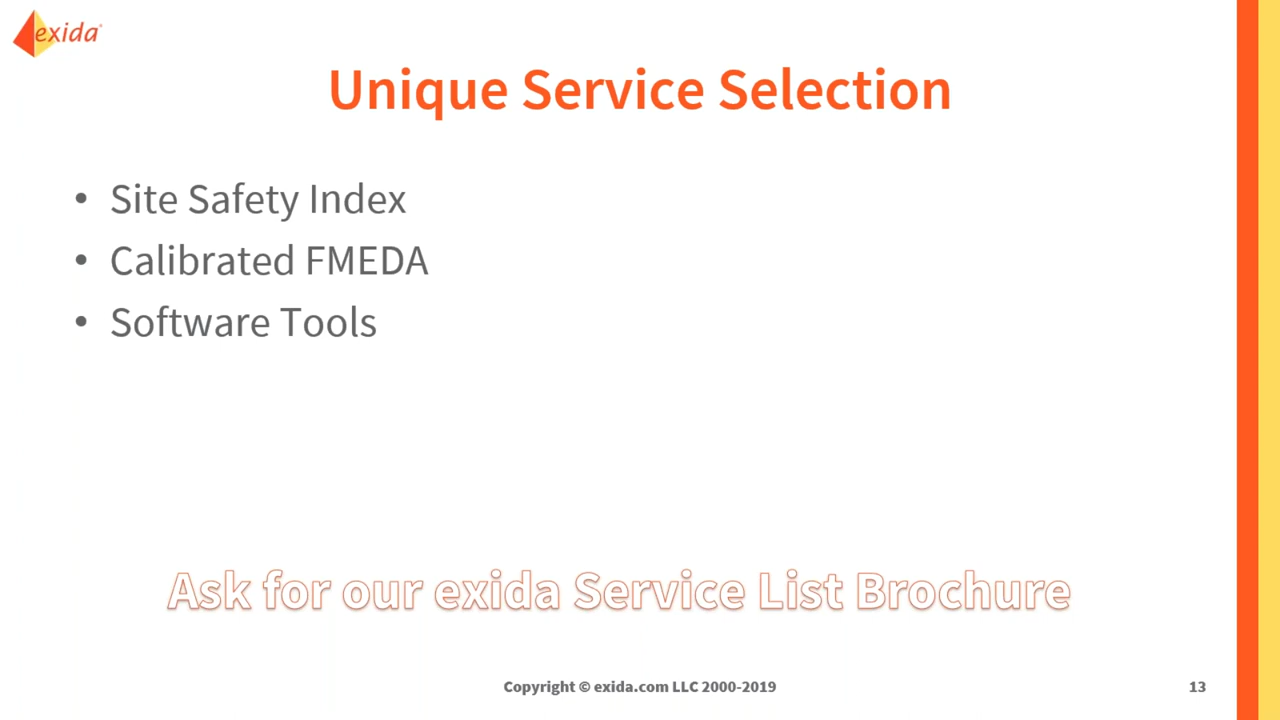 exida
Unique Service Selection
• Site Safety Index
• Calibrated FMEDA
• Software Tools
Ask for our exida Service List Brochure
Copyright © exida.com LLC 2000-2019
13